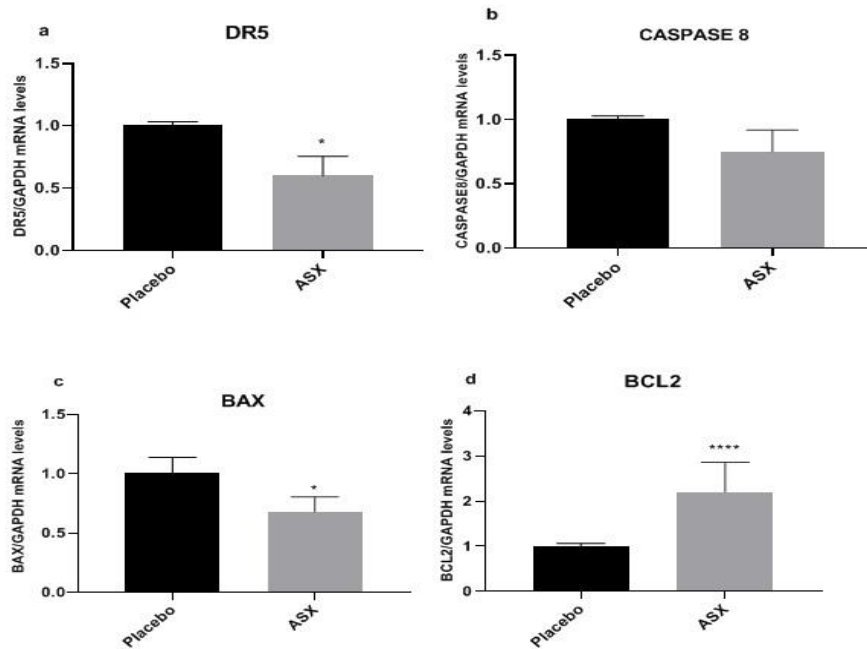 a
DR5
DR5/GAPDH mRNA levels
1.5
1.0
0.5
0.0
*
Placebo
ASX
b
CASPASE 8
CASPASE8/GAPDH mRNA levels
1.5
1.0
0.5
0.0
Placebo
ASX
c
BAX
BAX/GAPDH mRNA levels
1.5
1.0
0.5
0.0
*
Placebo
ASX
d
BCL2
BCL2/GAPDH mRNA levels
4
3
2
1
0
****
Placebo
ASX